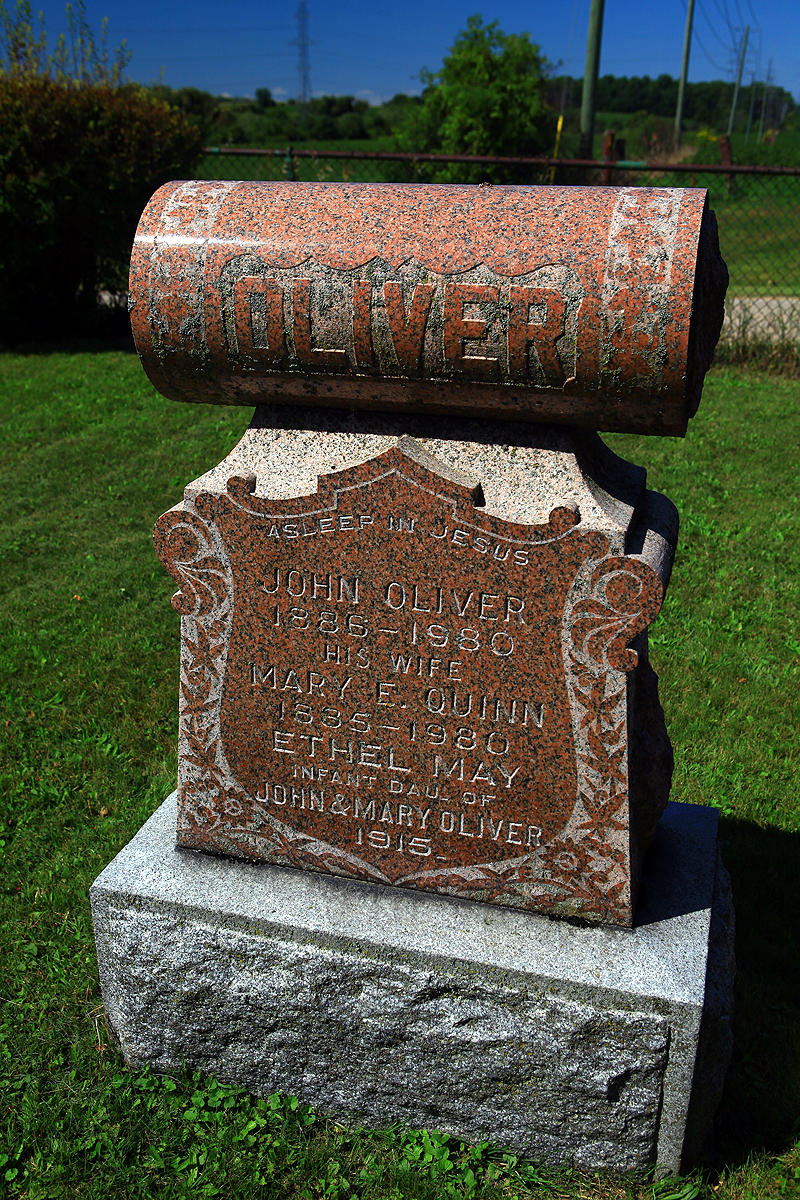 OLIVER
ASLEEP IN JESUS
JOHN OLIVER
1886-1980
HIS WIFE
MARY E. QUINN
1885-1980
ETHEL MAY
INFANT DAU. OF
JOHN & MARY OLIVER
1915.